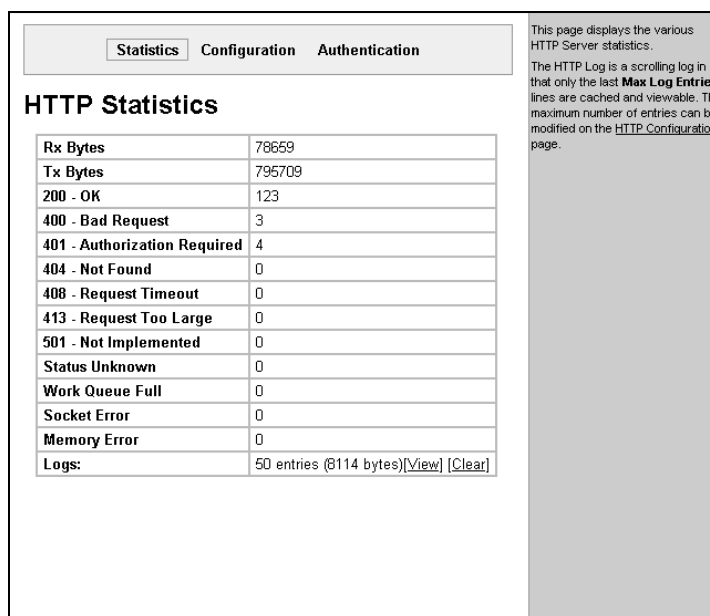 Statistics Configuration Authentication
HTTP Statistics
Rx Bytes 78659
Tx Bytes 795709
200 - OK 123
400 - Bad Request 3
401 - Authorization Required 4
404 - Not Found 0
408 - Request Timeout 0
413 - Request Too Large 0
501 - Not Implemented 0
Status Unknown 0
Work Queue Full 0
Socket Error 0
Memory Error 0
Logs: 50 entries (8114 bytes)[View] [Clear]
This page displays the various
HTTP Server statistics.
The HTTP Log is a scrolling log in
that only the last Max Log Entrie
lines are cached and viewable. T
maximum number of entries can b
modified on the HTTP Configuratio
page.